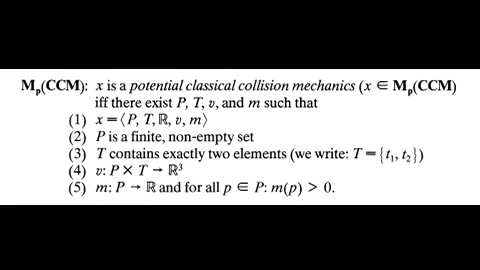 M_p(CCM): x is a potential classical collision mechanics (x ∈ M_p(CCM)
iff there exist P, T, v, and m such that
(1) x = ⟨P, T, ℝ, v, m⟩
(2) P is a finite, non-empty set
(3) T contains exactly two elements (we write: T = {t₁, t₂})
(4) v: P × T → ℝ³
(5) m: P → ℝ and for all p ∈ P: m(p) > 0.